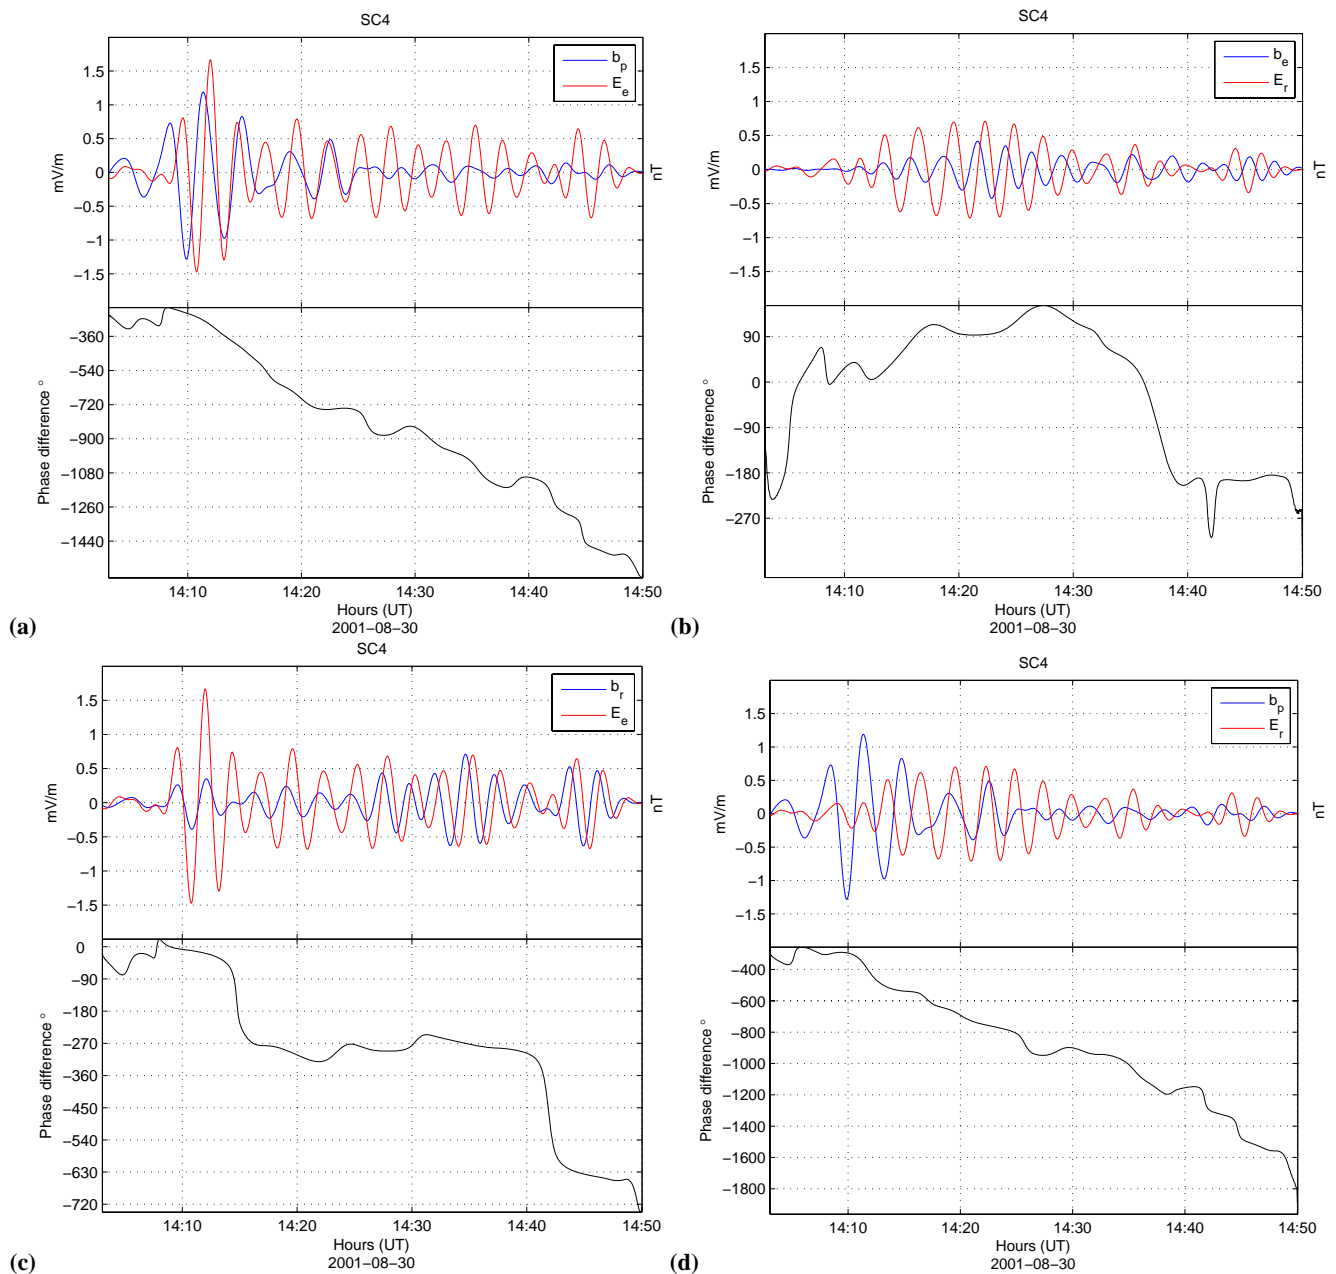 SC4
b_p
E_e
1.5
1
0.5
0
−0.5
−1
−1.5
mV/m
nT
−360
−540
−720
−900
−1080
−1260
−1440
Phase difference °
14:10 14:20 14:30 14:40 14:50
Hours (UT)
2001−08−30
(a)
SC4
b_e
E_r
1.5
1
0.5
0
−0.5
−1
−1.5
mV/m
nT
90
0
−90
−180
−270
Phase difference °
14:10 14:20 14:30 14:40 14:50
Hours (UT)
2001−08−30
(b)
SC4
b_r
E_e
1.5
1
0.5
0
−0.5
−1
−1.5
mV/m
nT
0
−90
−180
−270
−360
−450
−540
−630
−720
Phase difference °
14:10 14:20 14:30 14:40 14:50
Hours (UT)
2001−08−30
(c)
SC4
b_p
E_r
1.5
1
0.5
0
−0.5
−1
−1.5
mV/m
nT
−400
−600
−800
−1000
−1200
−1400
−1600
−1800
Phase difference °
14:10 14:20 14:30 14:40 14:50
Hours (UT)
2001−08−30
(d)